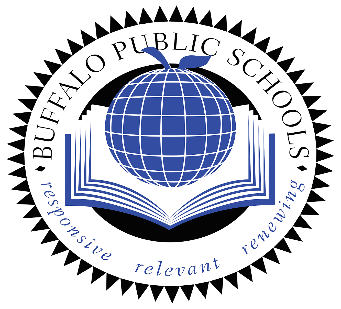 BUFFALO PUBLIC SCHOOLS
responsive relevant renewing